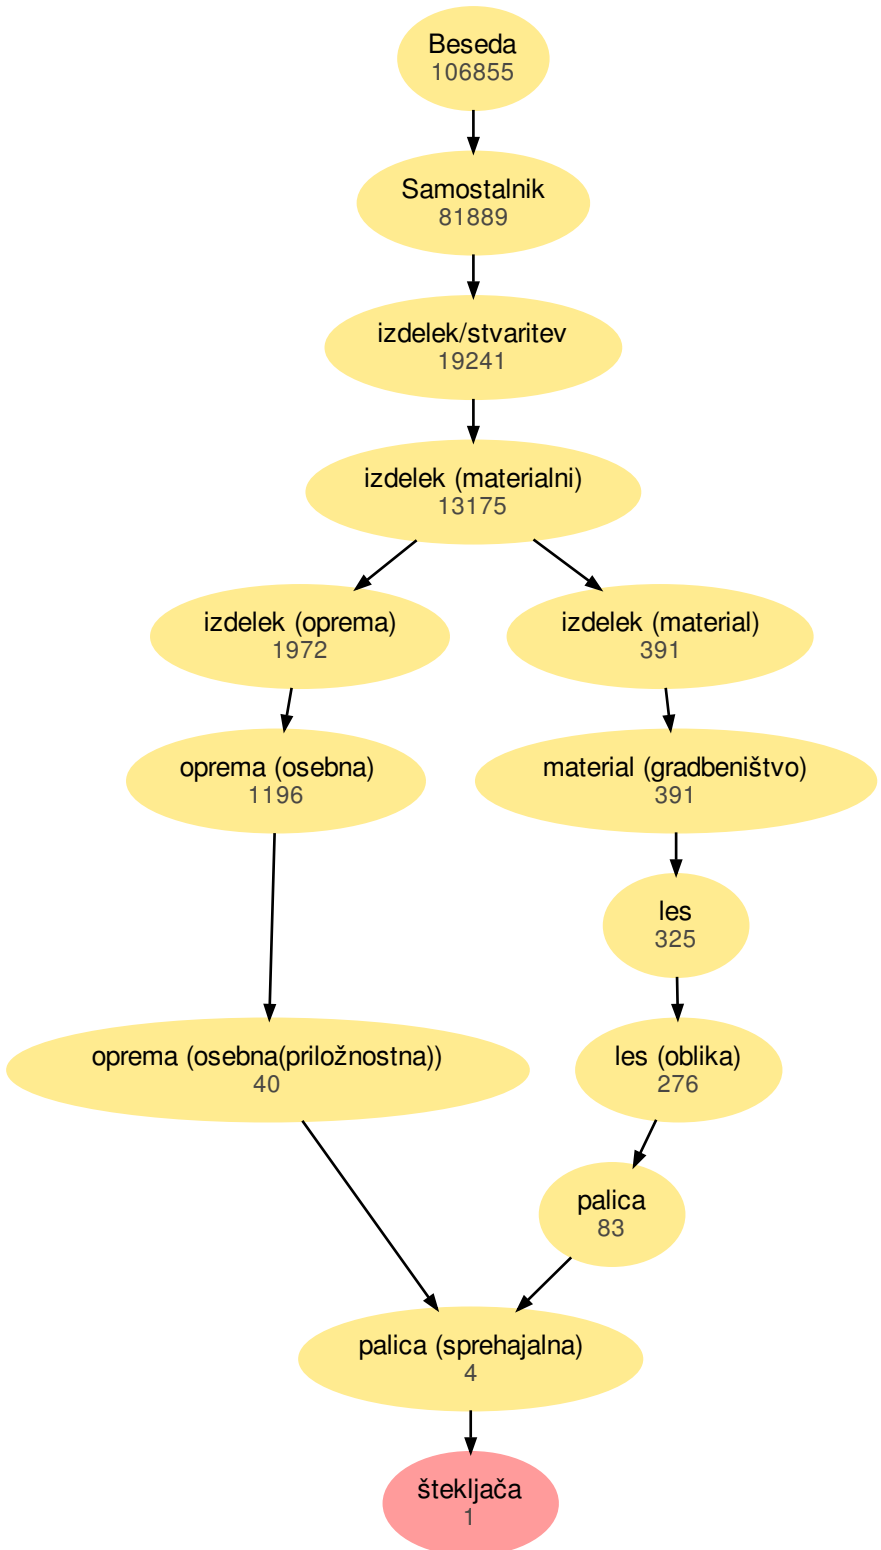 Beseda
106855
Samostalnik
81889
izdelek/stvaritev
19241
izdelek (materialni)
13175
izdelek (oprema)
1972
izdelek (material)
391
oprema (osebna)
1196
material (gradbeništvo)
391
les
325
oprema (osebna(priložnostna))
40
les (oblika)
276
palica
83
palica (sprehajalna)
4
štekljača
1